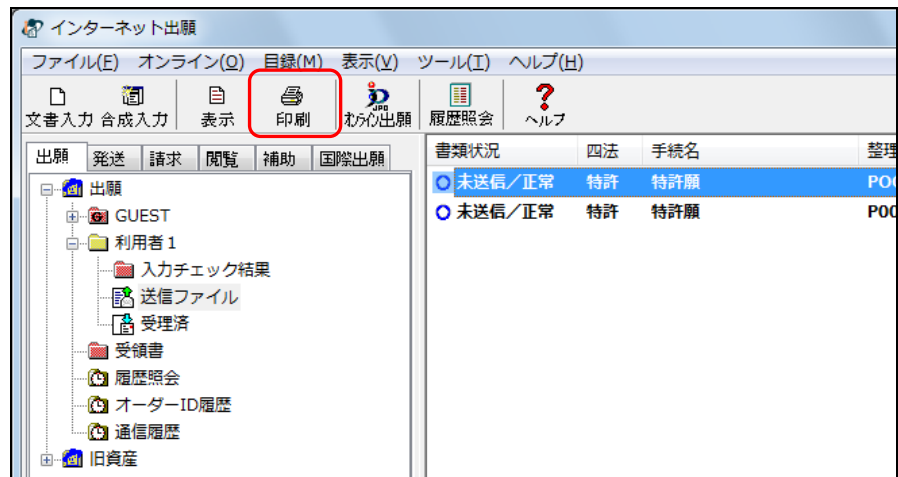 インターネット出願
ファイル(F) オンライン(O) 目録(M) 表示(V) ツール(T) ヘルプ(H)
文書入力 合成入力 表示 印刷 オンライン出願 履歴照会 ヘルプ
出願 発送 請求 閲覧 補助 国際出願
出願
GUEST
利用者1
入力チェック結果
送信ファイル
受理済
受領書
履歴照会
オーダーID履歴
通信履歴
旧資産
書類状況 四法 手続名 整理
未送信/正常 特許 特許願 P00
未送信/正常 特許 特許願 P00